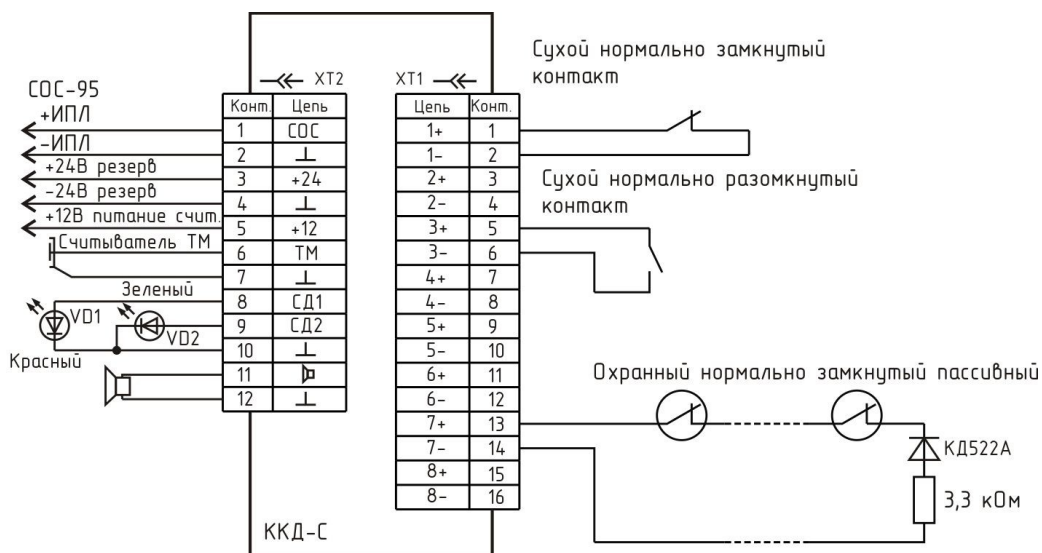 СОС-95
+ИПЛ
-ИПЛ
+24В резерв
-24В резерв
+12В питание счит.
Считыватель ТМ
Зеленый
VD1
VD2
Красный
ХТ2
Конт. Цепь
1 СОС
2 ⊥
3 +24
4 ⊥
5 +12
6 ТМ
7 ⊥
8 СД1
9 СД2
10 ⊥
11
12 ⊥
ККД-С
ХТ1
Цепь Конт.
1+ 1
1- 2
2+ 3
2- 4
3+ 5
3- 6
4+ 7
4- 8
5+ 9
5- 10
6+ 11
6- 12
7+ 13
7- 14
8+ 15
8- 16
Сухой нормально замкнутый
контакт
Сухой нормально разомкнутый
контакт
Охранный нормально замкнутый пассивный
КД522А
3,3 кОм